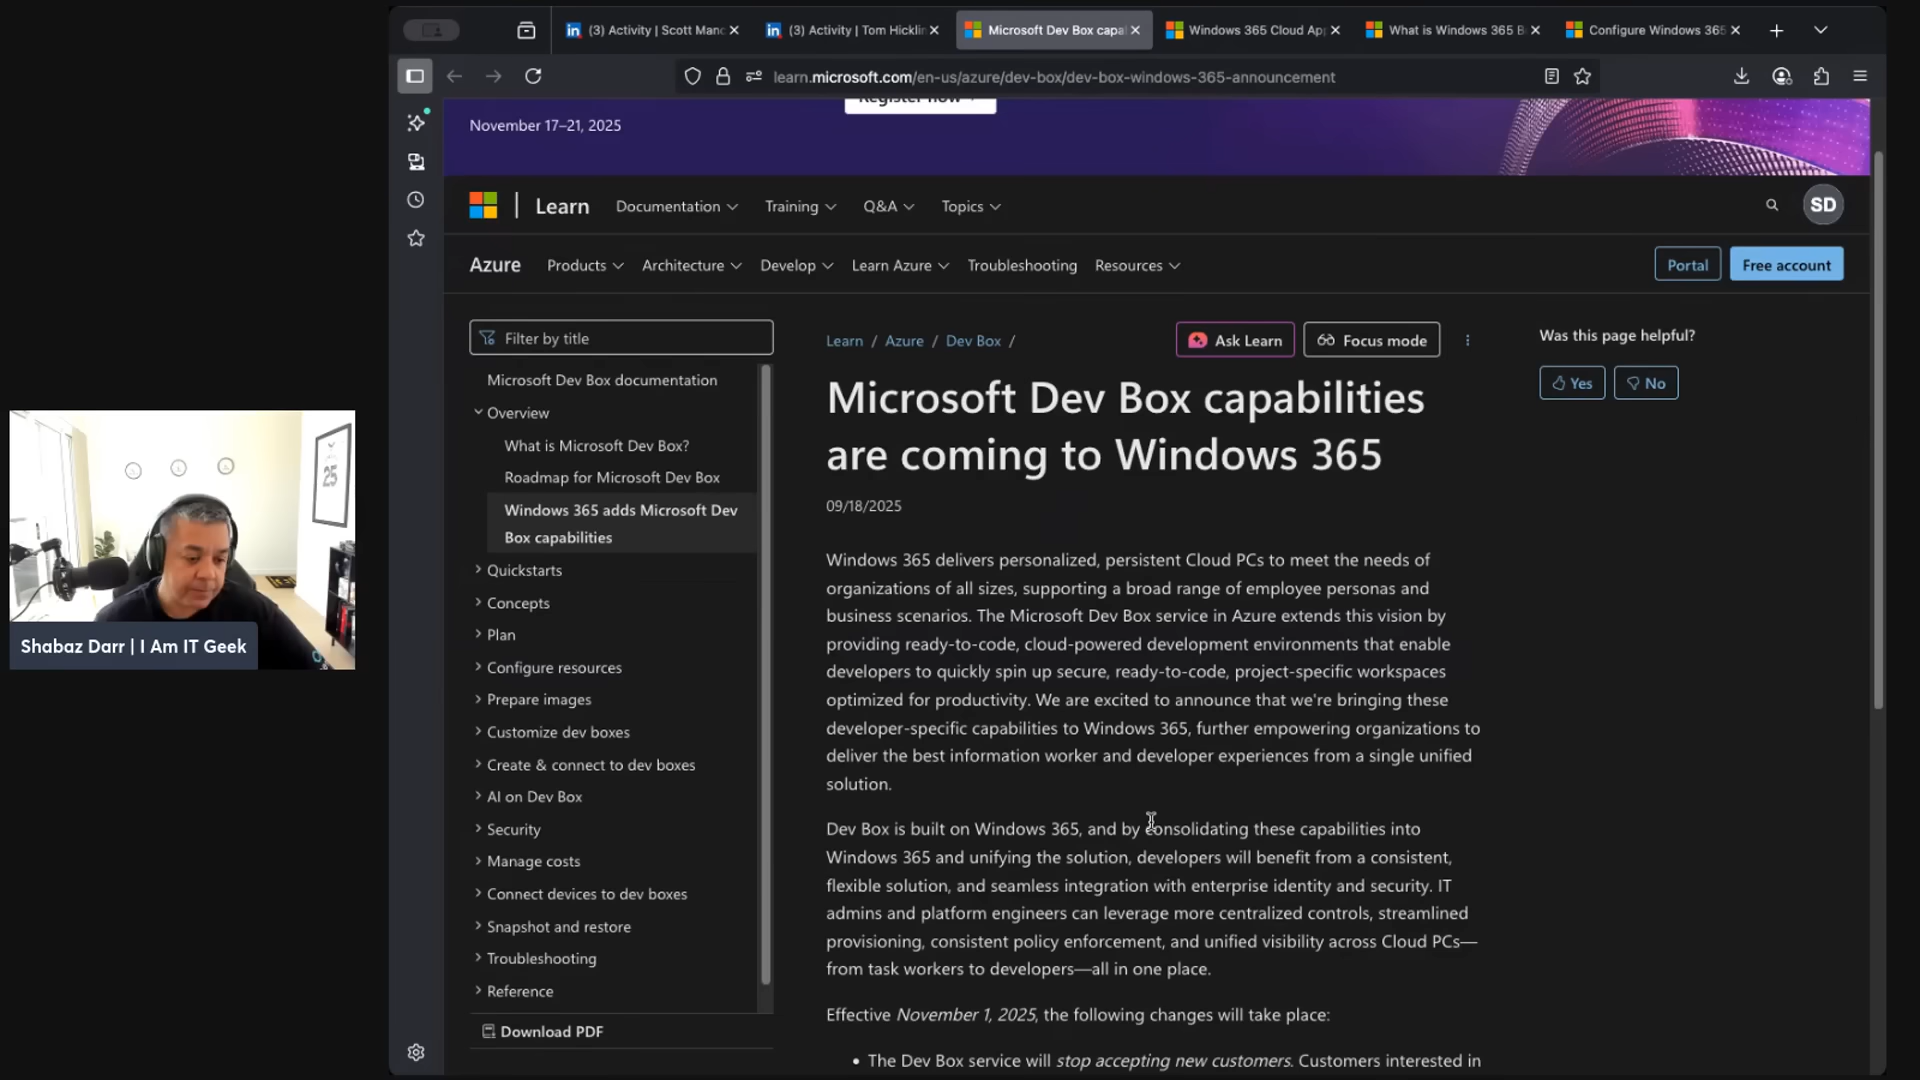 (3) Activity | Scott Manc
(3) Activity | Tom Hicklin
Microsoft Dev Box capal
Windows 365 Cloud Ap
What is Windows 365 B
Configure Windows 365
learn.microsoft.com/en-us/azure/dev-box/dev-box-windows-365-announcement
Register now
November 17–21, 2025
Learn
Documentation
Training
Q&A
Topics
SD
Azure
Products
Architecture
Develop
Learn Azure
Troubleshooting
Resources
Portal
Free account
Filter by title
Microsoft Dev Box documentation
Overview
What is Microsoft Dev Box?
Roadmap for Microsoft Dev Box
Windows 365 adds Microsoft Dev
Box capabilities
Quickstarts
Concepts
Plan
Configure resources
Prepare images
Customize dev boxes
Create & connect to dev boxes
AI on Dev Box
Security
Manage costs
Connect devices to dev boxes
Snapshot and restore
Troubleshooting
Reference
Download PDF
Learn / Azure / Dev Box /
Ask Learn
Focus mode
Microsoft Dev Box capabilities
are coming to Windows 365
09/18/2025
Windows 365 delivers personalized, persistent Cloud PCs to meet the needs of
organizations of all sizes, supporting a broad range of employee personas and
business scenarios. The Microsoft Dev Box service in Azure extends this vision by
providing ready-to-code, cloud-powered development environments that enable
developers to quickly spin up secure, ready-to-code, project-specific workspaces
optimized for productivity. We are excited to announce that we're bringing these
developer-specific capabilities to Windows 365, further empowering organizations to
deliver the best information worker and developer experiences from a single unified
solution.
Dev Box is built on Windows 365, and by consolidating these capabilities into
Windows 365 and unifying the solution, developers will benefit from a consistent,
flexible solution, and seamless integration with enterprise identity and security. IT
admins and platform engineers can leverage more centralized controls, streamlined
provisioning, consistent policy enforcement, and unified visibility across Cloud PCs—
from task workers to developers—all in one place.
Effective November 1, 2025, the following changes will take place:
• The Dev Box service will stop accepting new customers. Customers interested in
Was this page helpful?
Yes
No
25
Shabaz Darr | I Am IT Geek